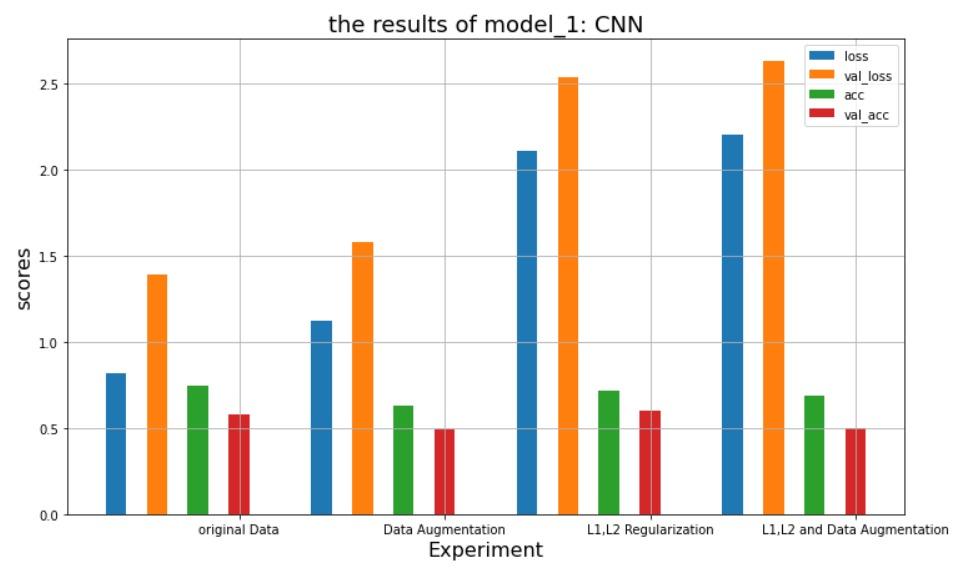 the results of model_1: CNN
loss
val_loss
acc
val_acc
2.5
2.0
1.5
1.0
0.5
0.0
scores
original Data
Data Augmentation
L1,L2 Regularization
L1,L2 and Data Augmentation
Experiment